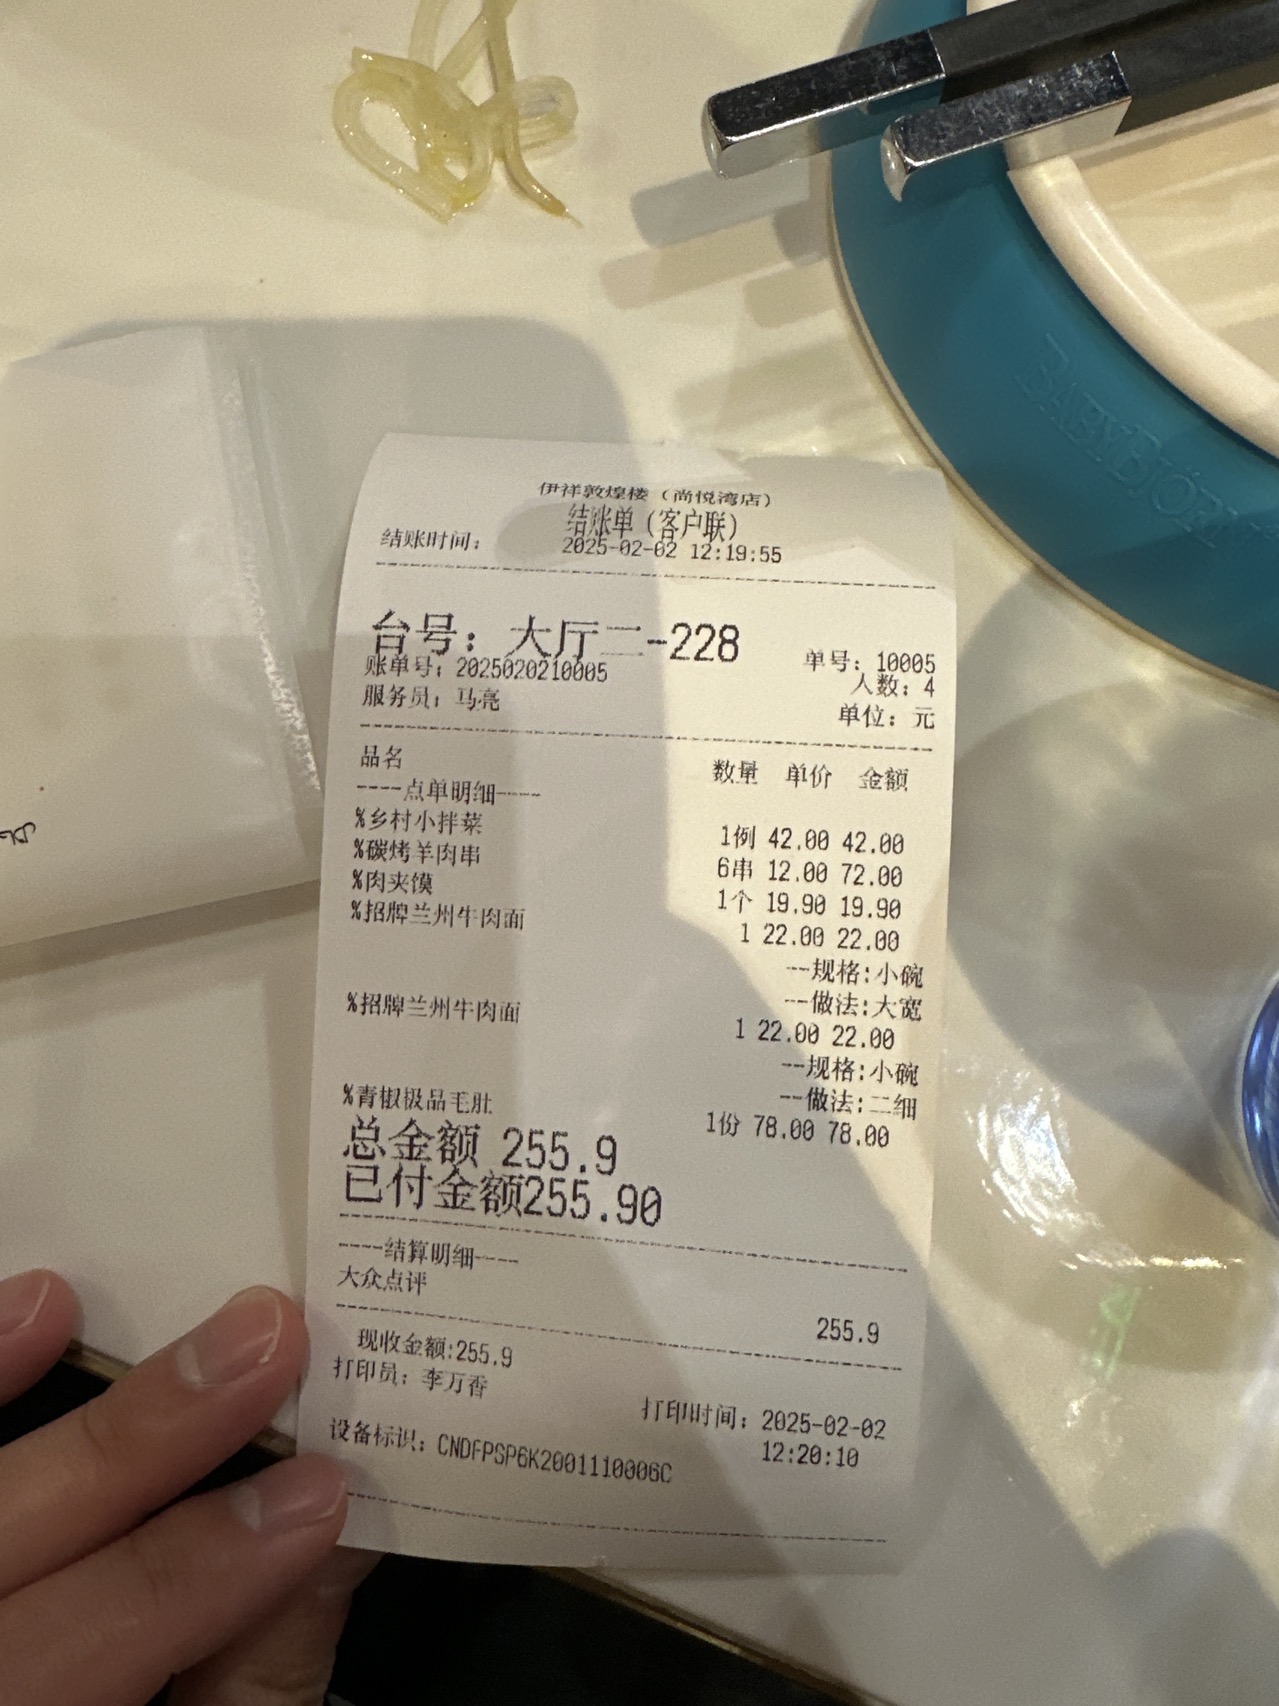 BABYBJÖRN
伊祥敦煌楼（尚悦湾店）
结账单（客户联）
结账时间： 2025-02-02 12:19:55
台号：大厅二-228
单号：10005
账单号：2025020210005
人数：4
服务员：马亮
单位：元
品名 数量 单价 金额
----点单明细----
%乡村小拌菜 1例 42.00 42.00
%碳烤羊肉串 6串 12.00 72.00
%肉夹馍 1个 19.90 19.90
%招牌兰州牛肉面 1 22.00 22.00
--规格:小碗
--做法:大宽
%招牌兰州牛肉面 1 22.00 22.00
--规格:小碗
--做法:二细
%青椒极品毛肚 1份 78.00 78.00
总金额 255.9
已付金额255.90
----结算明细----
大众点评 255.9
现收金额:255.9
打印员：李万香
打印时间：2025-02-02
12:20:10
设备标识：CNDFPSP6K2001110006C